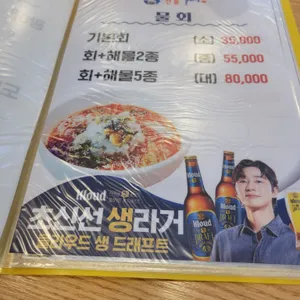 물 회
기본회 (소) 39,000
회+해물2종 (중) 55,000
회+해물5종 (대) 80,000
Kloud
초신선 생라거
클라우드 생 드래프트
Kloud
Kloud